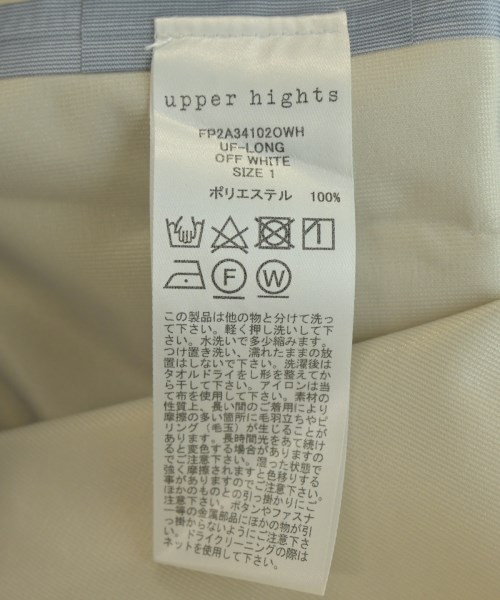 upper hights
FP2A341020WH
UF-LONG
OFF WHITE
SIZE 1
ポリエステル 100%
F W
この製品は他の物と分けて洗っ
て下さい。軽く押し洗いして下
さい。水洗いで多少縮みます。
つけ置き洗い、濡れたままの放
置はしないで下さい。洗濯後は
タオルドライをし形を整えてか
ら干して下さい。アイロンは当
て布を使用して下さい。素材の
性質上、長い間のご着用により
摩擦の多い箇所に毛羽立ちやピ
リング（毛玉）が生じることが
あります。長時間光をあて続け
ると変色する場合がありますの
でご注意下さい。湿った状態で
強く摩擦されますと色移りする
事がありますのでご注意下さい。
ほかのものとの引っ掛かりにご
注意下さい。ボタンやファスナ
ー等の金属部品にほかの物が引
っ掛からないようにご注意下さ
い。ドライクリーニングの際は
ネットを使用して下さい。